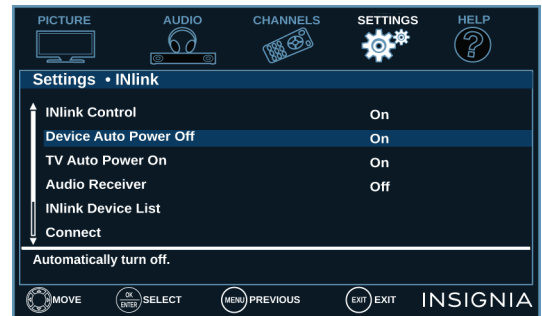 PICTURE AUDIO CHANNELS SETTINGS HELP
Settings • INlink
INlink Control On
Device Auto Power Off On
TV Auto Power On On
Audio Receiver Off
INlink Device List
Connect
Automatically turn off.
MOVE OK ENTER SELECT MENU PREVIOUS EXIT EXIT INSIGNIA